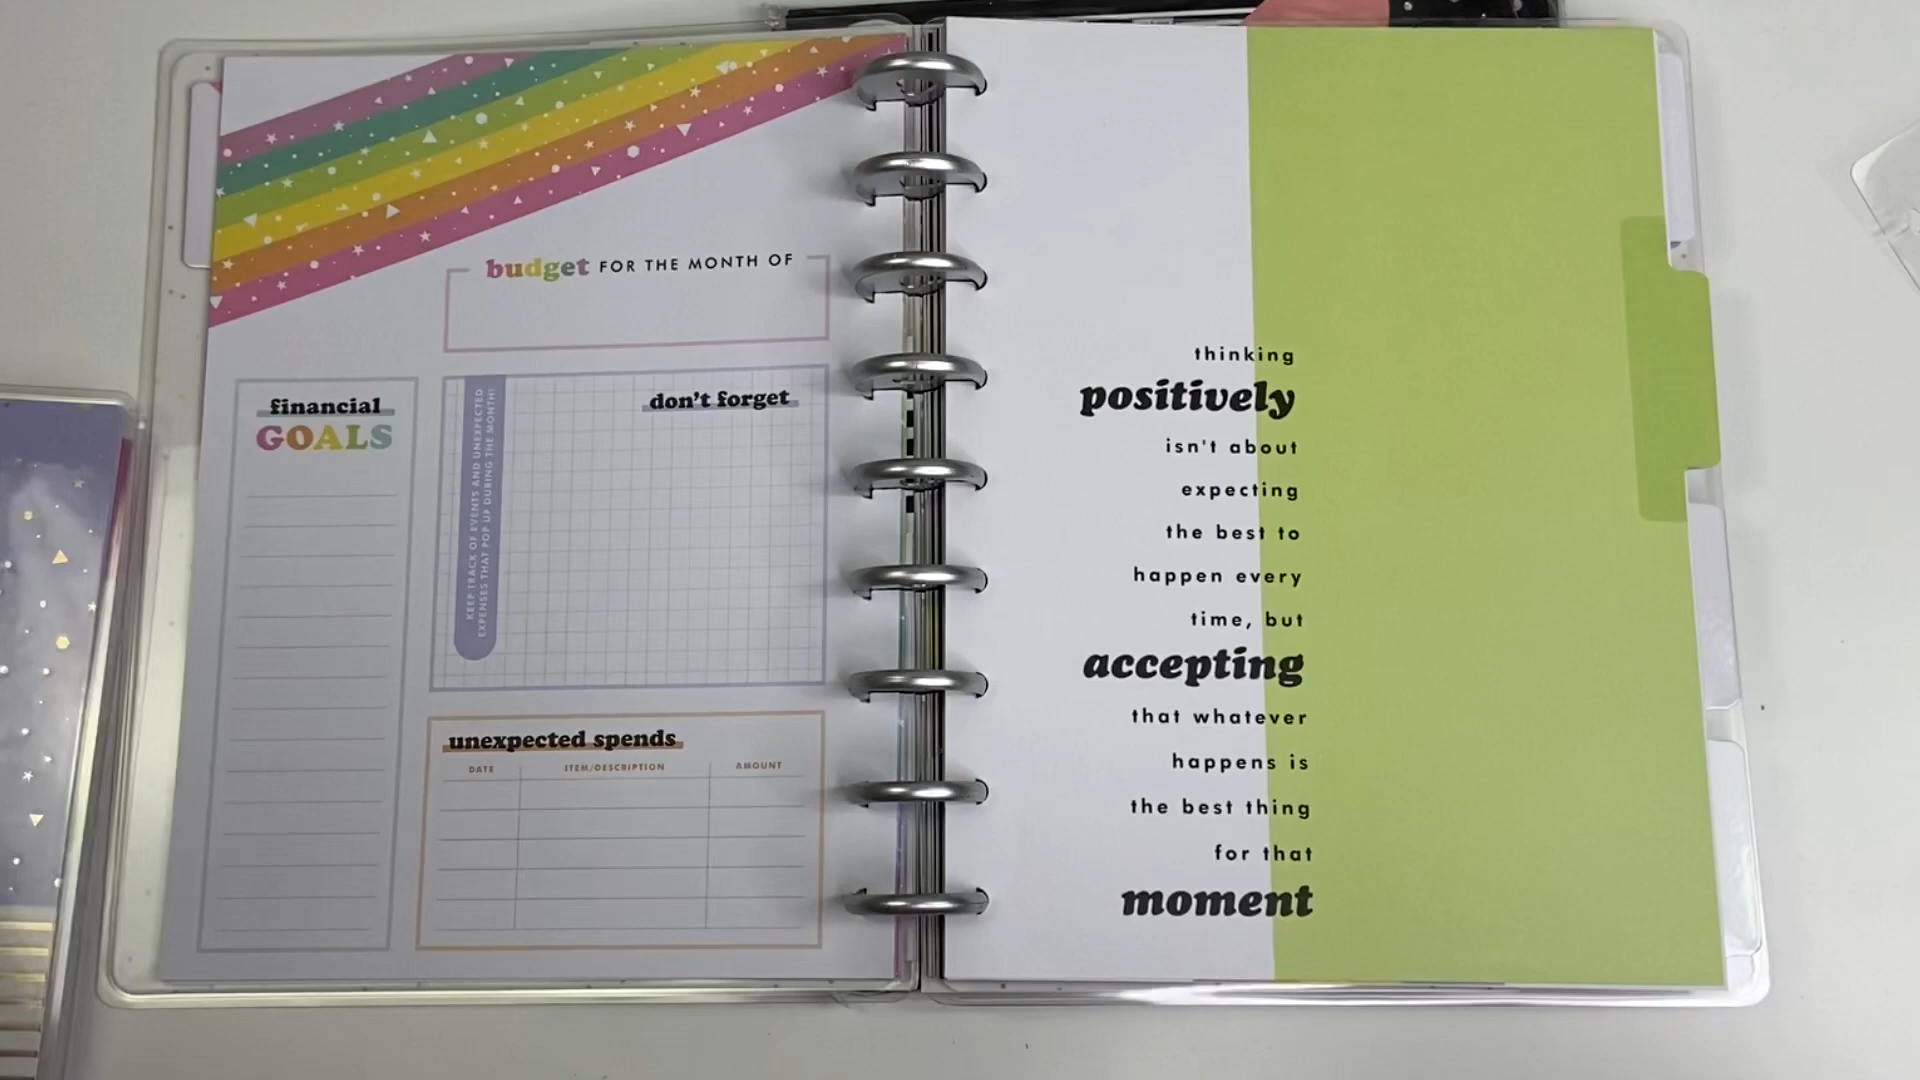 budget FOR THE MONTH OF
financial
GOALS
don't forget
KEEP TRACK OF EVENTS AND UNEXPECTED
EXPENSES THAT POP UP DURING THE MONTH!
unexpected spends
DATE ITEM/DESCRIPTION AMOUNT
thinking
positively
isn't about
expecting
the best to
happen every
time, but
accepting
that whatever
happens is
the best thing
for that
moment